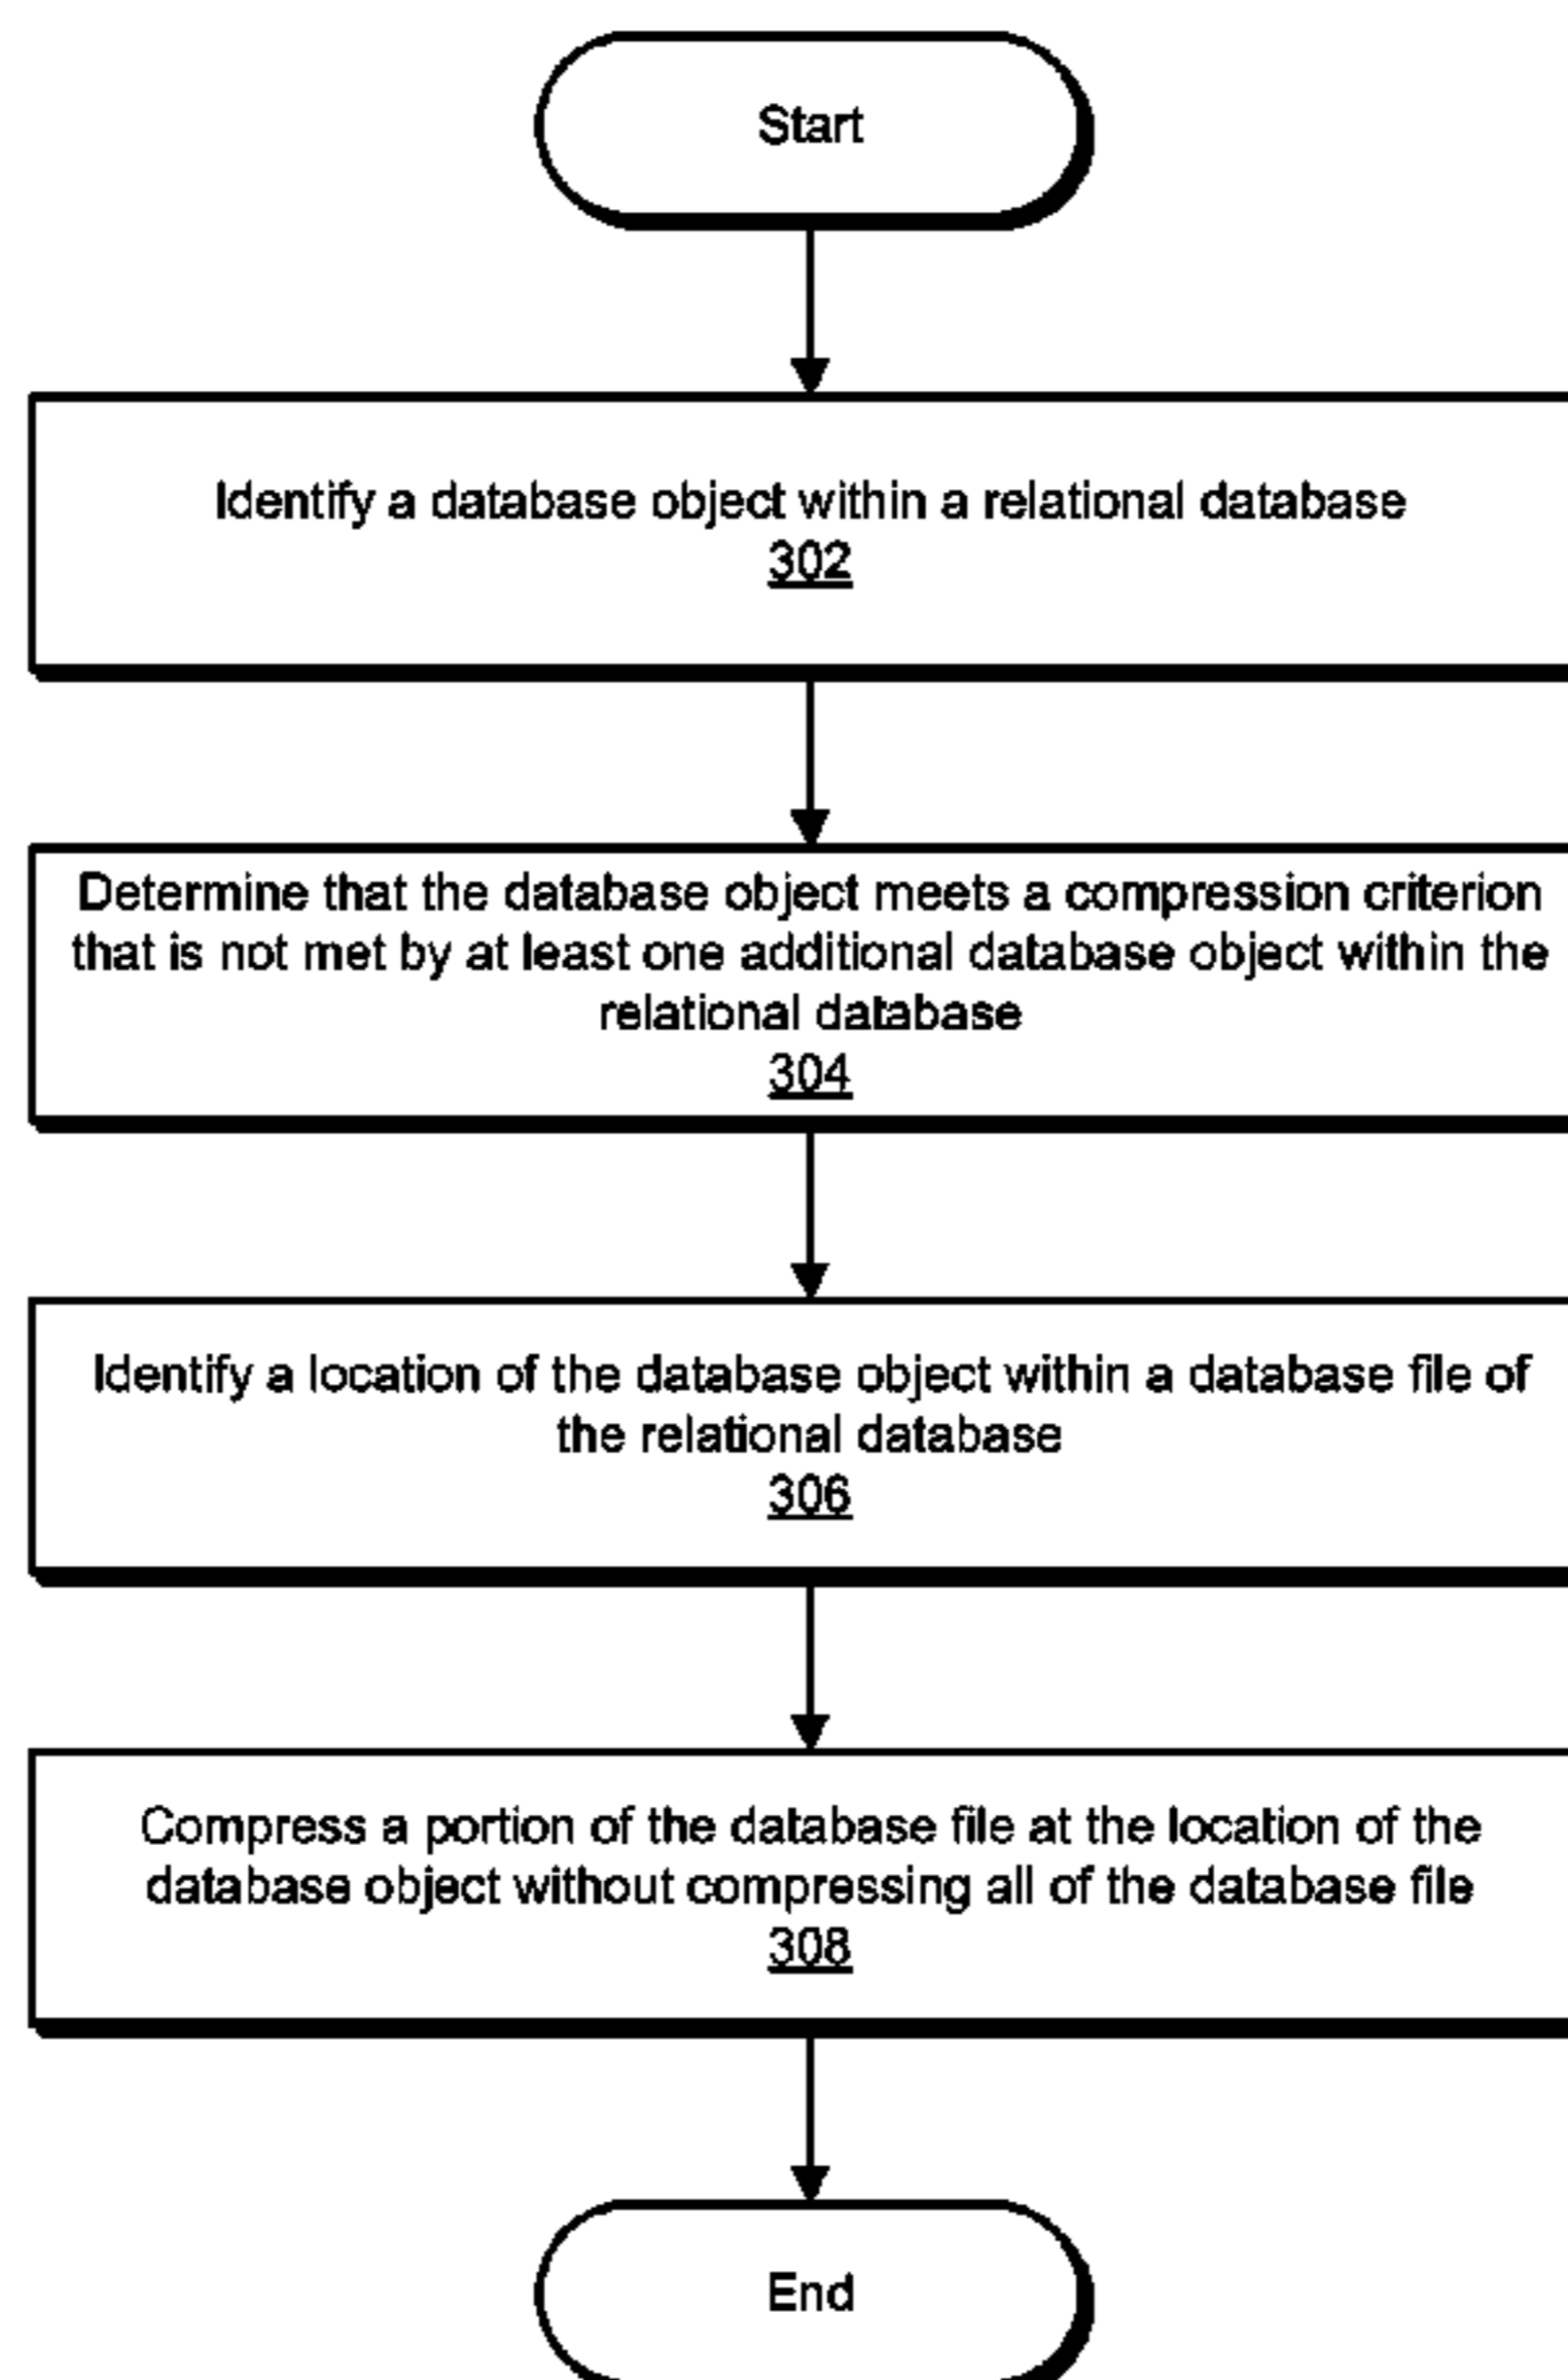 Start
Identify a database object within a relational database
302
Determine that the database object meets a compression criterion
that is not met by at least one additional database object within the
relational database
304
Identify a location of the database object within a database file of
the relational database
306
Compress a portion of the database file at the location of the
database object without compressing all of the database file
308
End